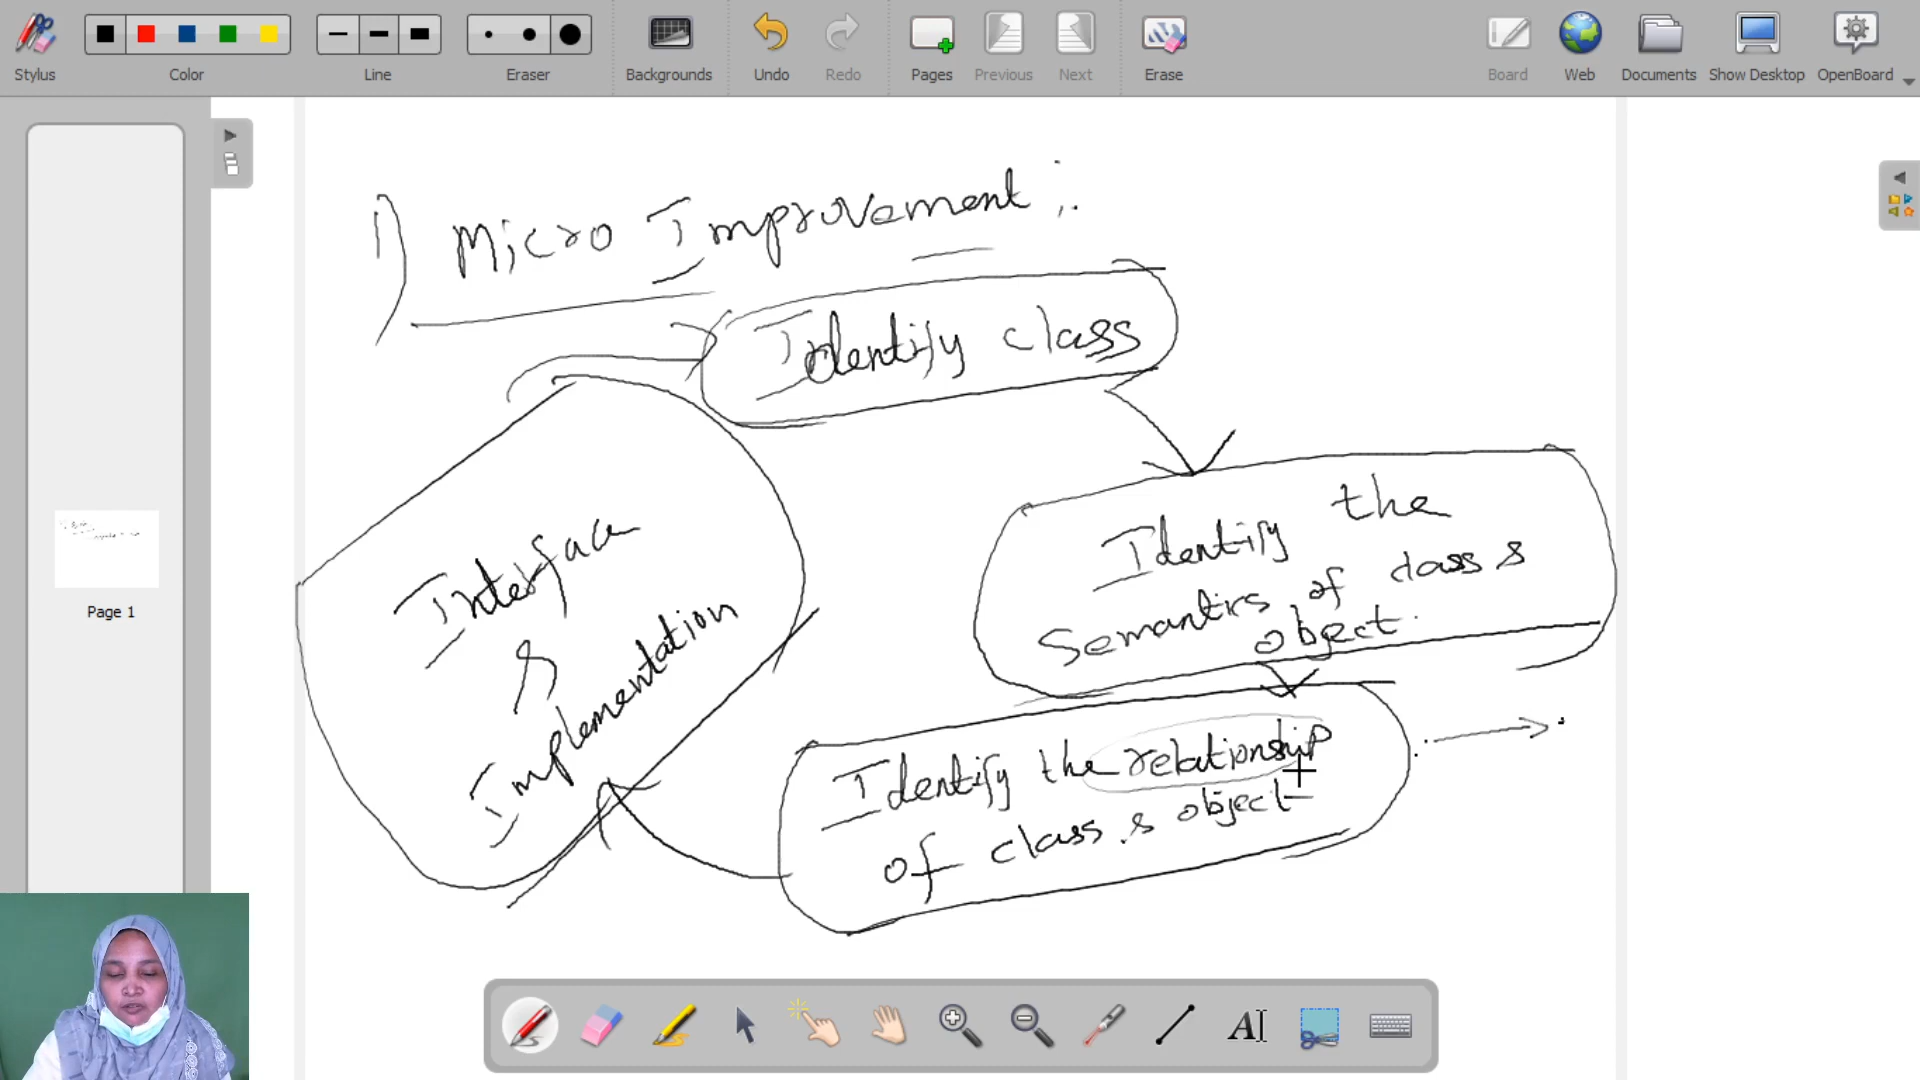 Stylus
Color
Line
Eraser
Backgrounds
Undo
Redo
Pages
Previous
Next
Erase
Board
Web
Documents
Show Desktop
OpenBoard
1) Micro Improvement :
Identify class
Identify the
Semantics of class &
object.
Identify the relationship
of class & object
Interface
&
Implementation
Page 1
AI